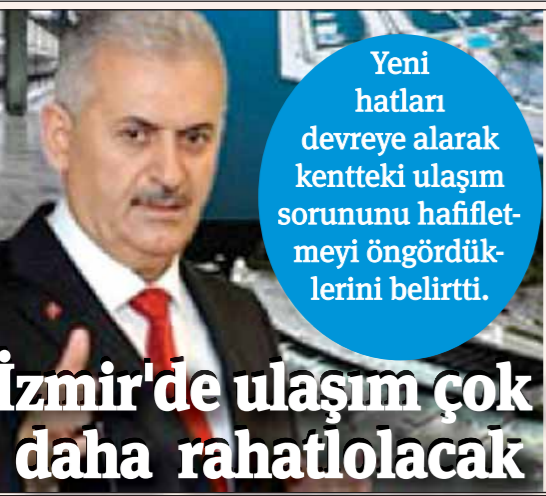 Yeni
hatları
devreye alarak
kentteki ulaşım
sorununu hafiflet-
meyi öngördük-
lerini belirtti.
İzmir'de ulaşım çok
daha rahatlolacak